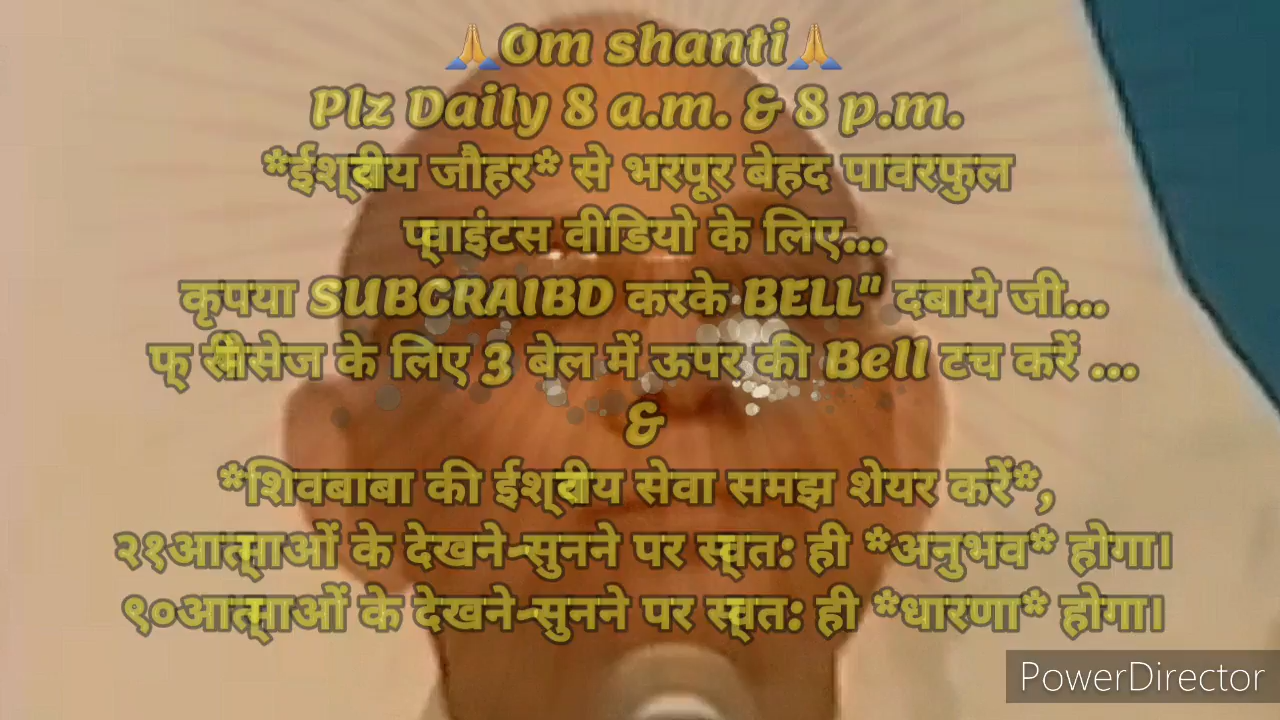 🙏Om shanti🙏
Plz Daily 8 a.m. & 8 p.m.
*ईश्वरीय जौहर* से भरपूर बेहद पावरफुल
प्वाइंटस वीडियो के लिए...
कृपया SUBCRAIBD करके BELL" दबाये जी...
के लिए 3 बेल में ऊपर की Bell टच करें ...
&
*शिवबाबा की ईश्वरीय सेवा समझ शेयर करें*,
२१आत्माओं के देखने-सुनने पर स्वत: ही *अनुभव* होगा।
९०आत्माओं के देखने-सुनने पर स्वत: ही *धारणा* होगा।
PowerDirector